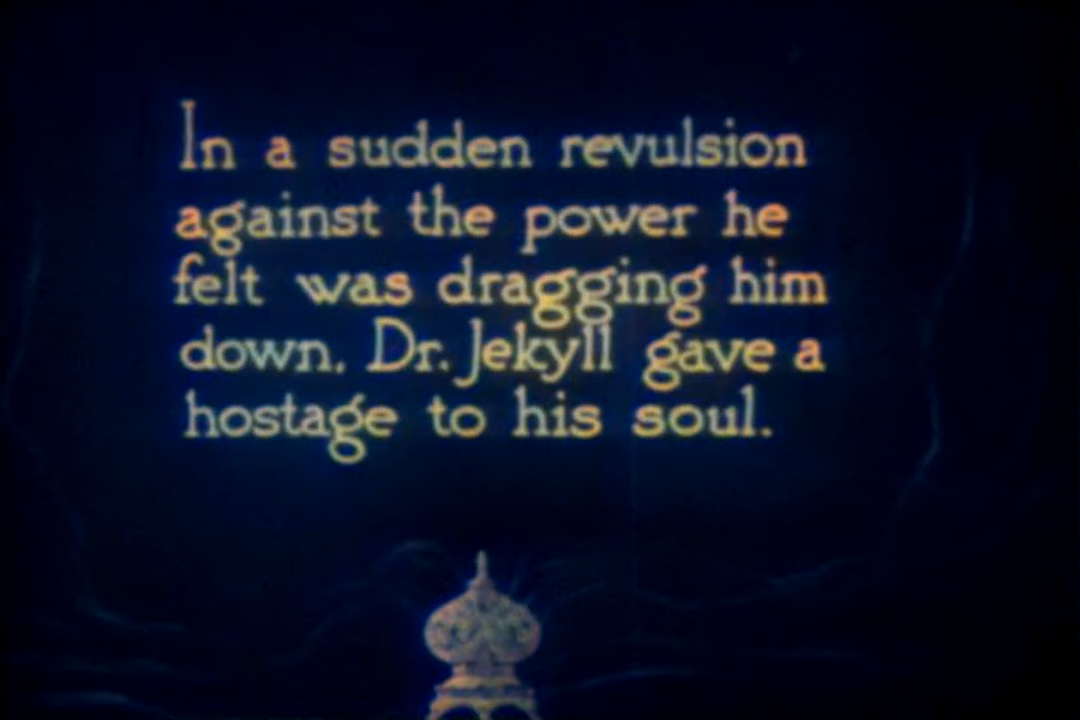 In a sudden revulsion
against the power he
felt was dragging him
down, Dr. Jekyll gave a
hostage to his soul.